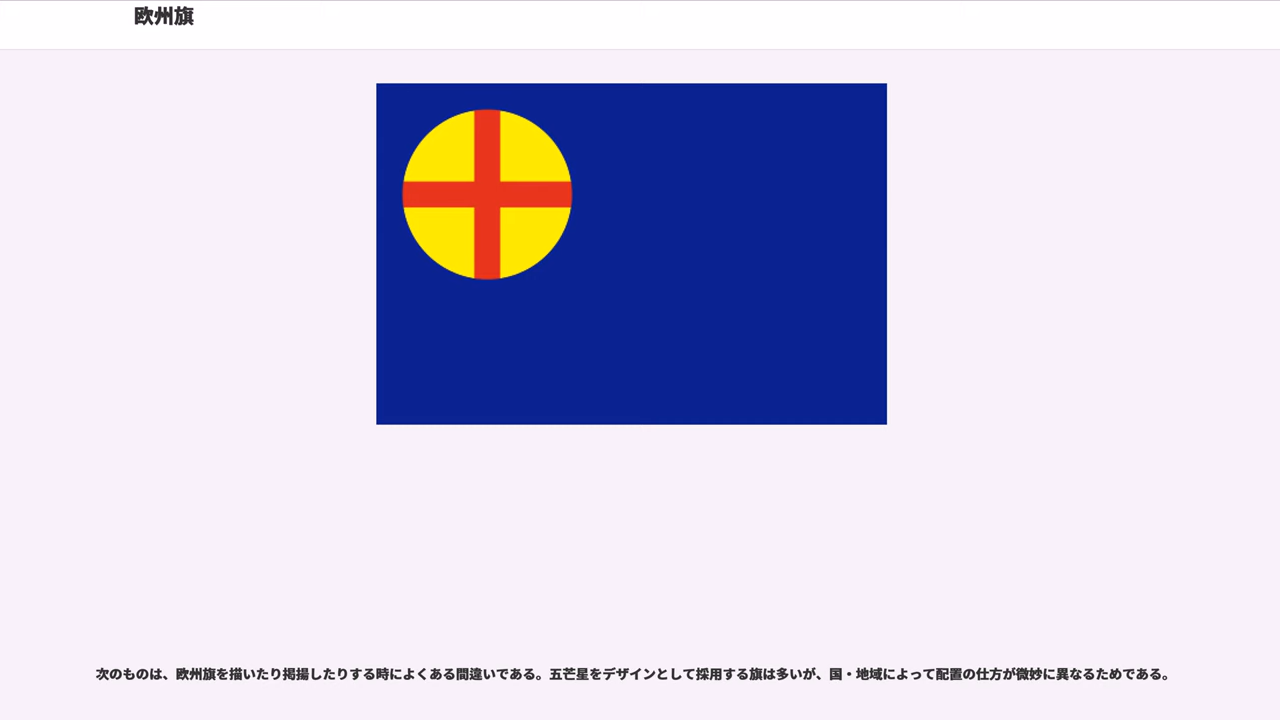 欧州旗
次のものは、欧州旗を描いたり掲揚したりする時によくある間違いである。五芒星をデザインとして採用する旗は多いが、国・地域によって配置の仕方が微妙に異なるためである。